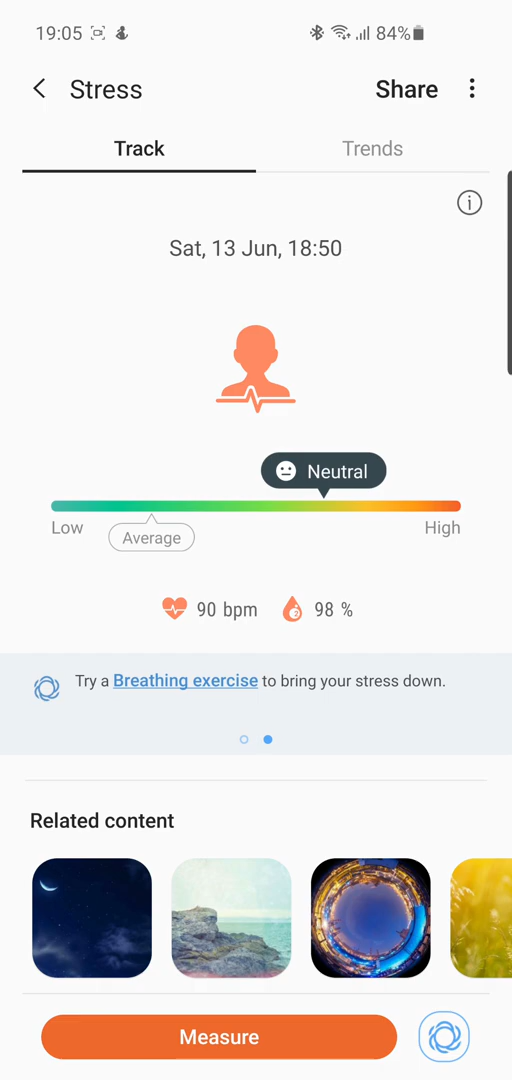 19:05 84%
Stress Share
Track Trends
Sat, 13 Jun, 18:50
Neutral
Low Average High
90 bpm 98 %
Try a Breathing exercise to bring your stress down.
Related content
Measure